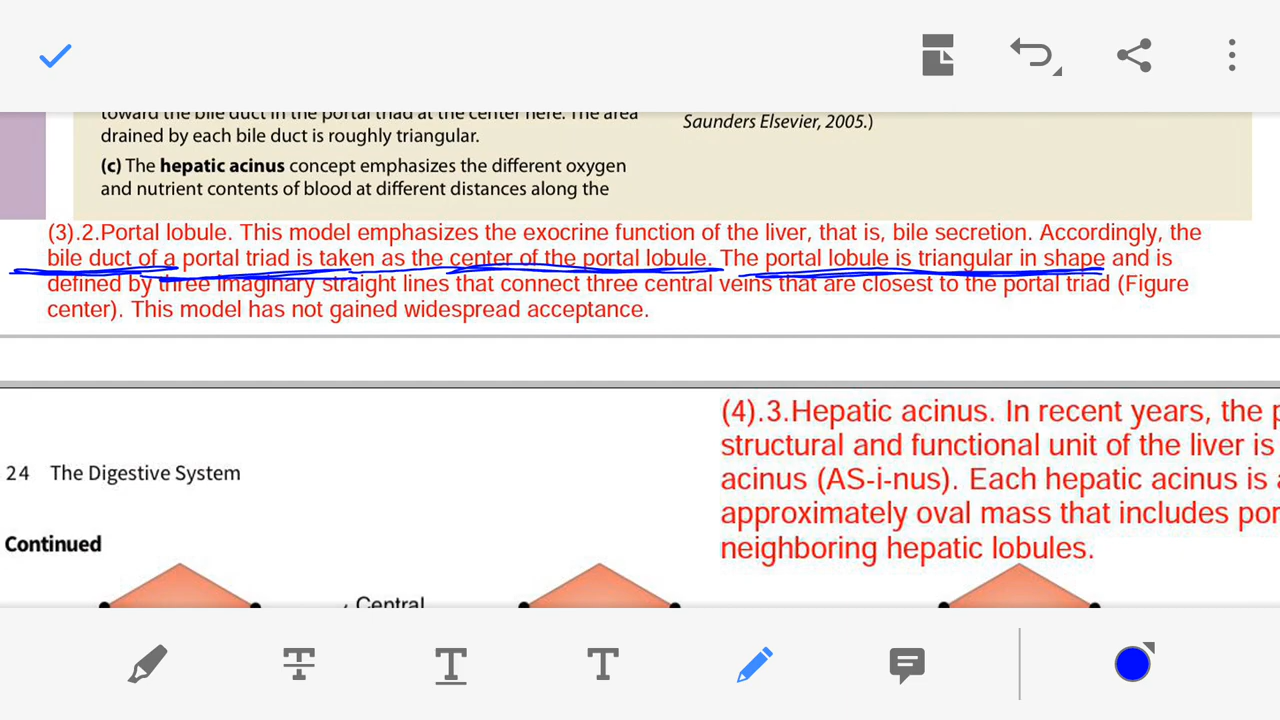 toward the bile duct in the portal triad at the center here. The area
drained by each bile duct is roughly triangular.
(c) The hepatic acinus concept emphasizes the different oxygen
and nutrient contents of blood at different distances along the
Saunders Elsevier, 2005.)
(3).2.Portal lobule. This model emphasizes the exocrine function of the liver, that is, bile secretion. Accordingly, the
bile duct of a portal triad is taken as the center of the portal lobule. The portal lobule is triangular in shape and is
defined by three imaginary straight lines that connect three central veins that are closest to the portal triad (Figure
center). This model has not gained widespread acceptance.
(4).3.Hepatic acinus. In recent years, the p
structural and functional unit of the liver is
acinus (AS-i-nus). Each hepatic acinus is a
approximately oval mass that includes por
neighboring hepatic lobules.
24 The Digestive System
Continued
Central